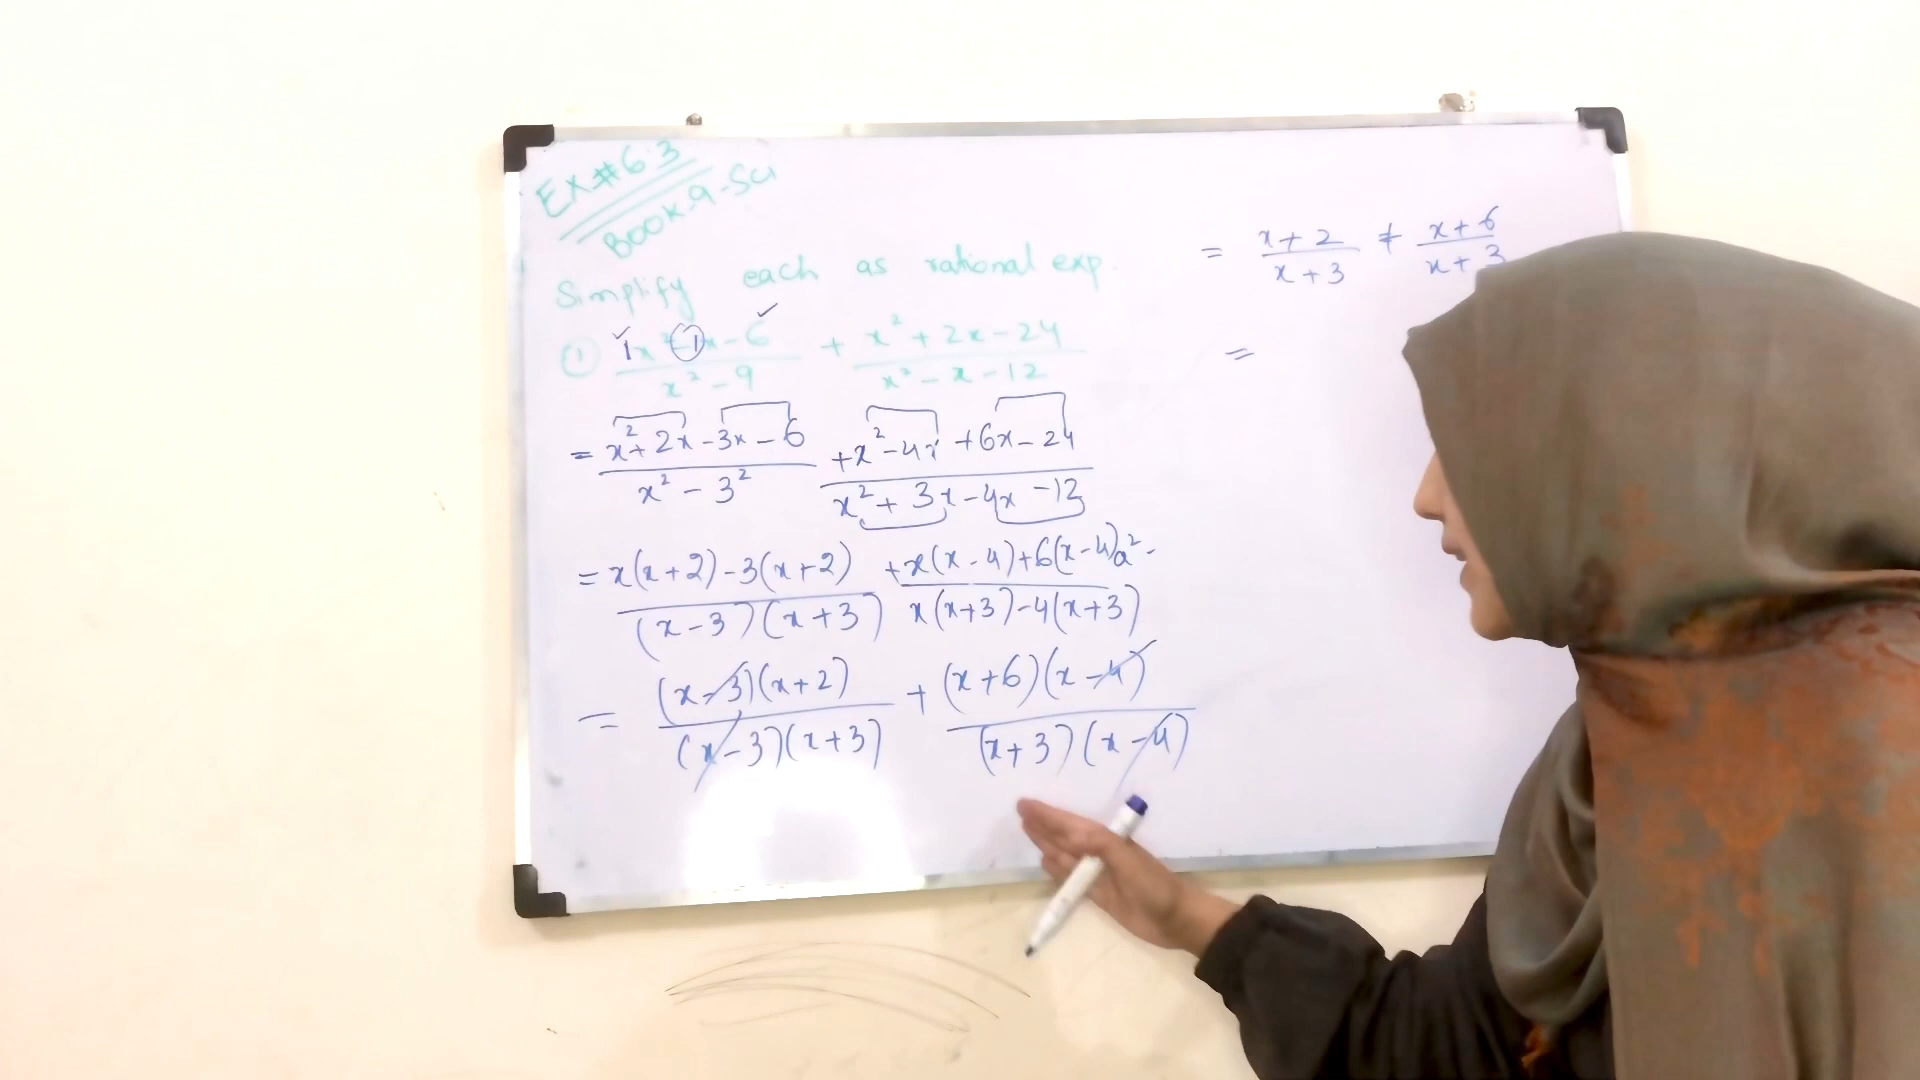 EX#6.3
BOOK-9-SCI
Simplify each as rational exp.
① 1x² - 1x - 6 / x² - 9 + x² + 2x - 24 / x² - x - 12
= x² + 2x - 3x - 6 / x² - 3² + x² - 4x + 6x - 24 / x² + 3x - 4x - 12
= x(x+2) - 3(x+2) / (x-3)(x+3) + x(x-4) + 6(x-4) / x(x+3) - 4(x+3) a² -
= (x-3)(x+2) / (x-3)(x+3) + (x+6)(x-4) / (x+3)(x-4)
= x+2 / x+3 + x+6 / x+3
=